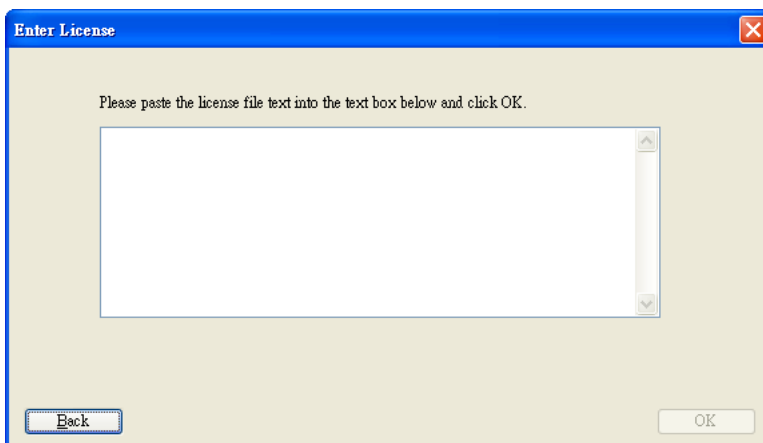 Enter License
Please paste the license file text into the text box below and click OK.
Back
OK